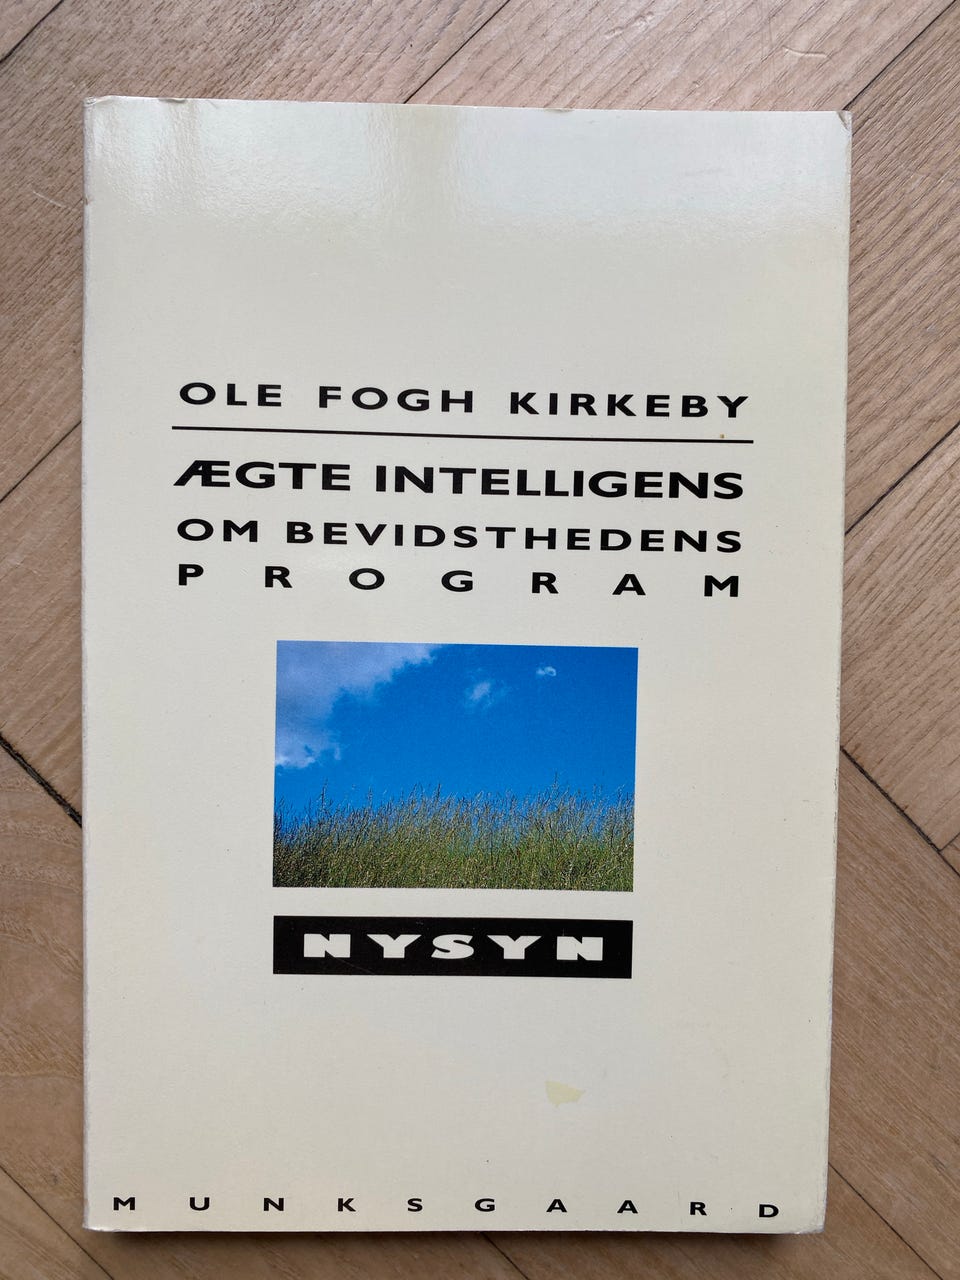 OLE FOGH KIRKEBY
ÆGTE INTELLIGENS
OM BEVIDSTHEDENS
PROGRAM
NYSYN
MUNKSGAARD